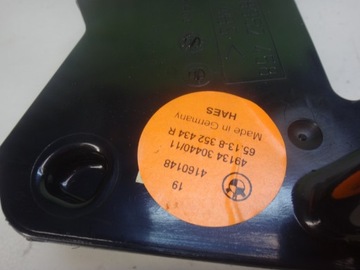 19
4160148
49134 30440/11
65.13-8 352 434 R
Made in Germany
HAES